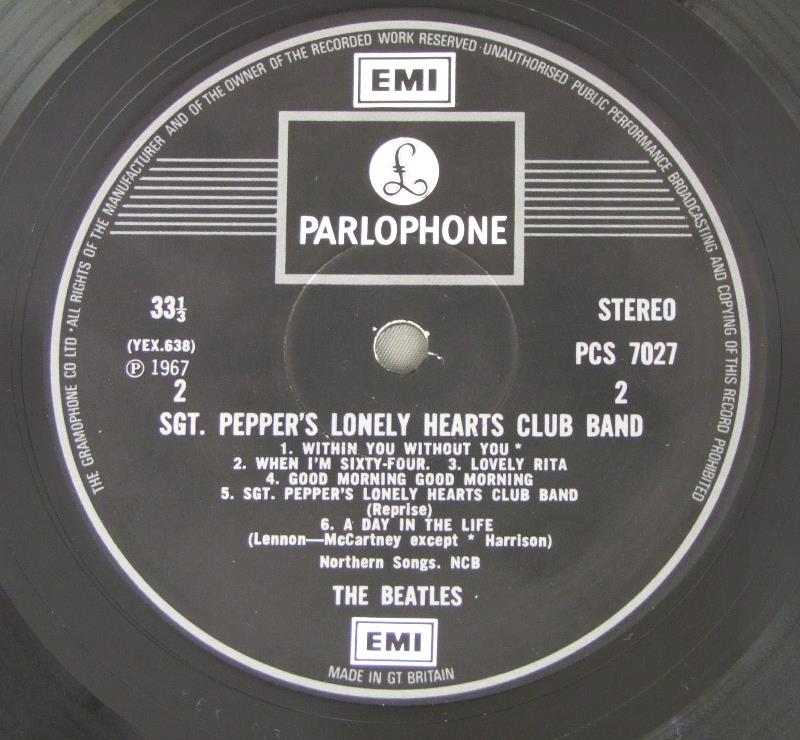 THE GRAMOPHONE CO LTD · ALL RIGHTS OF THE MANUFACTURER AND OF THE OWNER OF THE RECORDED WORK RESERVED · UNAUTHORISED · PUBLIC PERFORMANCE BROADCASTING AND COPYING OF THIS RECORD PROHIBITED
EMI
£
PARLOPHONE
33⅓ STEREO
(YEX.638) PCS 7027
℗ 1967
2 2
SGT. PEPPER'S LONELY HEARTS CLUB BAND
1. WITHIN YOU WITHOUT YOU *
2. WHEN I'M SIXTY-FOUR. 3. LOVELY RITA
4. GOOD MORNING GOOD MORNING
5. SGT. PEPPER'S LONELY HEARTS CLUB BAND
(Reprise)
6. A DAY IN THE LIFE
(Lennon—McCartney except * Harrison)
Northern Songs. NCB
THE BEATLES
EMI
MADE IN GT. BRITAIN